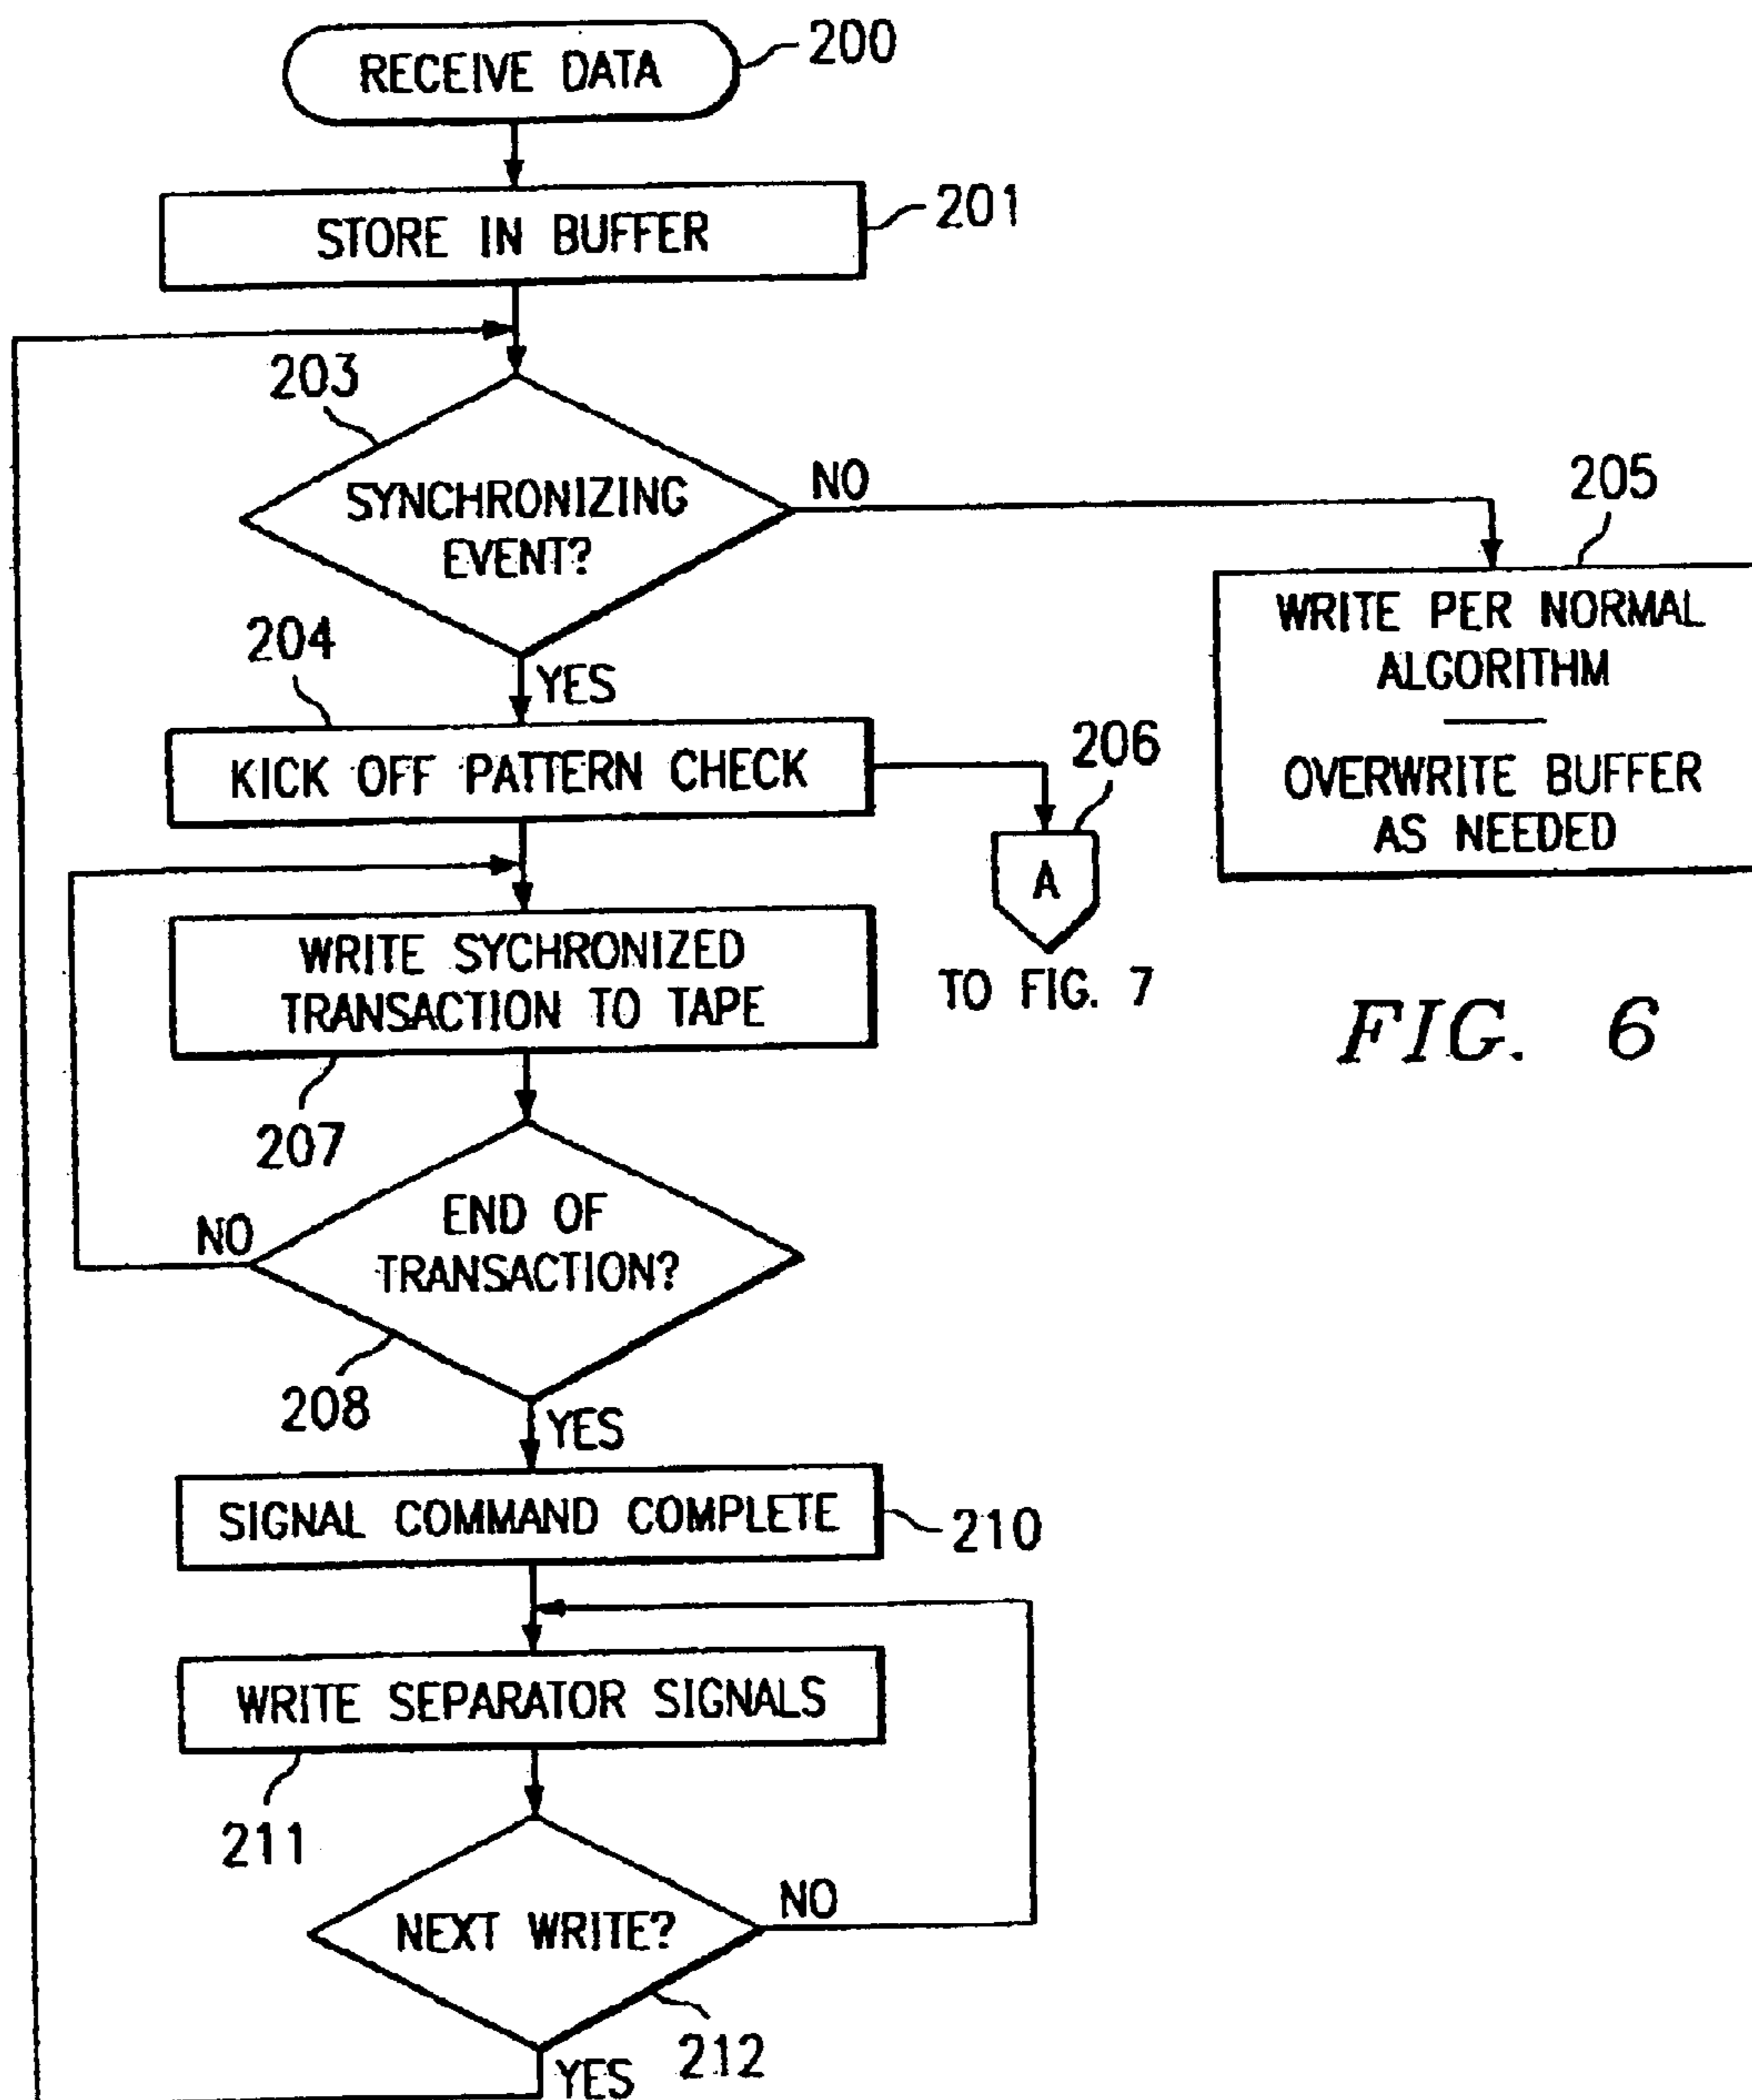 RECEIVE DATA
200
STORE IN BUFFER
201
203
SYNCHRONIZING
EVENT?
NO
205
WRITE PER NORMAL
ALGORITHM
OVERWRITE BUFFER
AS NEEDED
YES
204
KICK OFF PATTERN CHECK
206
A
TO FIG. 7
WRITE SYCHRONIZED
TRANSACTION TO TAPE
207
FIG. 6
END OF
TRANSACTION?
NO
208
YES
SIGNAL COMMAND COMPLETE
210
WRITE SEPARATOR SIGNALS
211
NEXT WRITE?
NO
212
YES